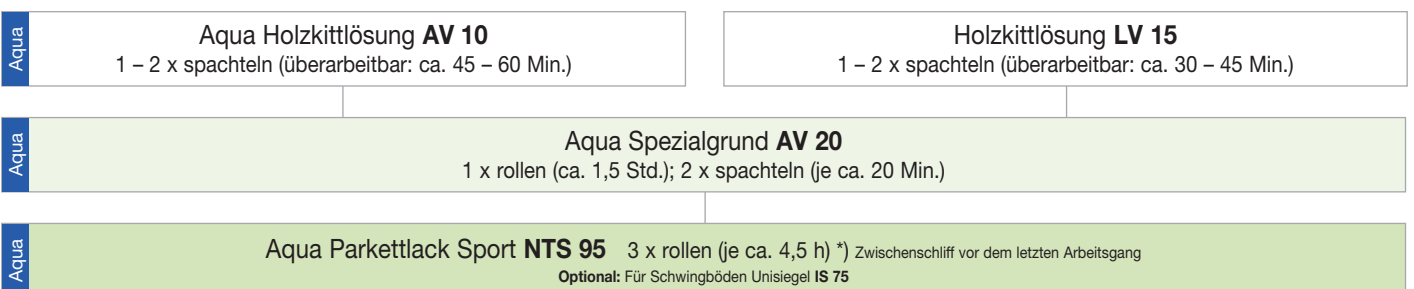 Aqua
Aqua Holzkittlösung AV 10
1 – 2 x spachteln (überarbeitbar: ca. 45 – 60 Min.)
Holzkittlösung LV 15
1 – 2 x spachteln (überarbeitbar: ca. 30 – 45 Min.)
Aqua
Aqua Spezialgrund AV 20
1 x rollen (ca. 1,5 Std.); 2 x spachteln (je ca. 20 Min.)
Aqua
Aqua Parkettlack Sport NTS 95 3 x rollen (je ca. 4,5 h) *) Zwischenschliff vor dem letzten Arbeitsgang
Optional: Für Schwingböden Unisiegel IS 75